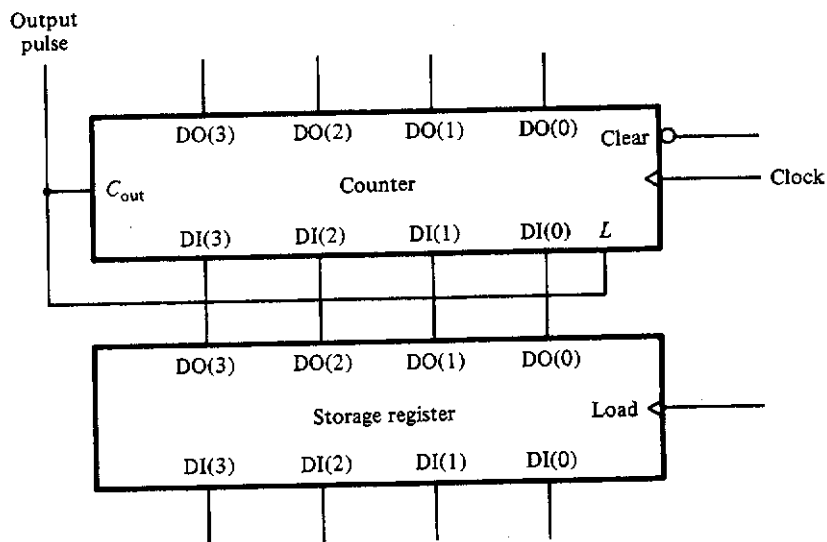 Output
pulse
DO(3) DO(2) DO(1) DO(0)
Clear
Cout Counter
Clock
DI(3) DI(2) DI(1) DI(0) L
DO(3) DO(2) DO(1) DO(0)
Storage register
Load
DI(3) DI(2) DI(1) DI(0)